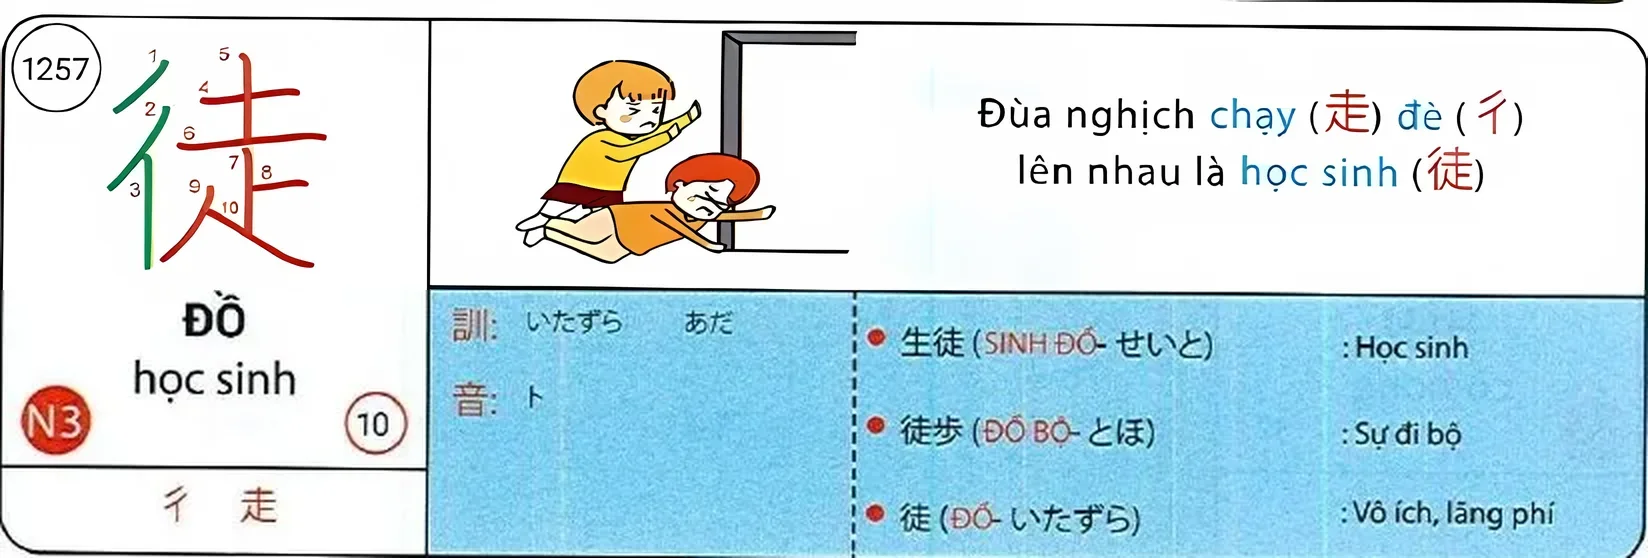 1257
徒
1
2
3
4
5
6
7
8
9
10
ĐỒ
học sinh
N3
10
彳 走
Đùa nghịch chạy (走) đè (彳)
lên nhau là học sinh (徒)
訓: いたずら あだ
音: ト
生徒 (SINH ĐỒ- せいと) : Học sinh
徒歩 (ĐỒ BỘ- とほ) : Sự đi bộ
徒 (ĐỒ- いたずら) : Vô ích, lãng phí